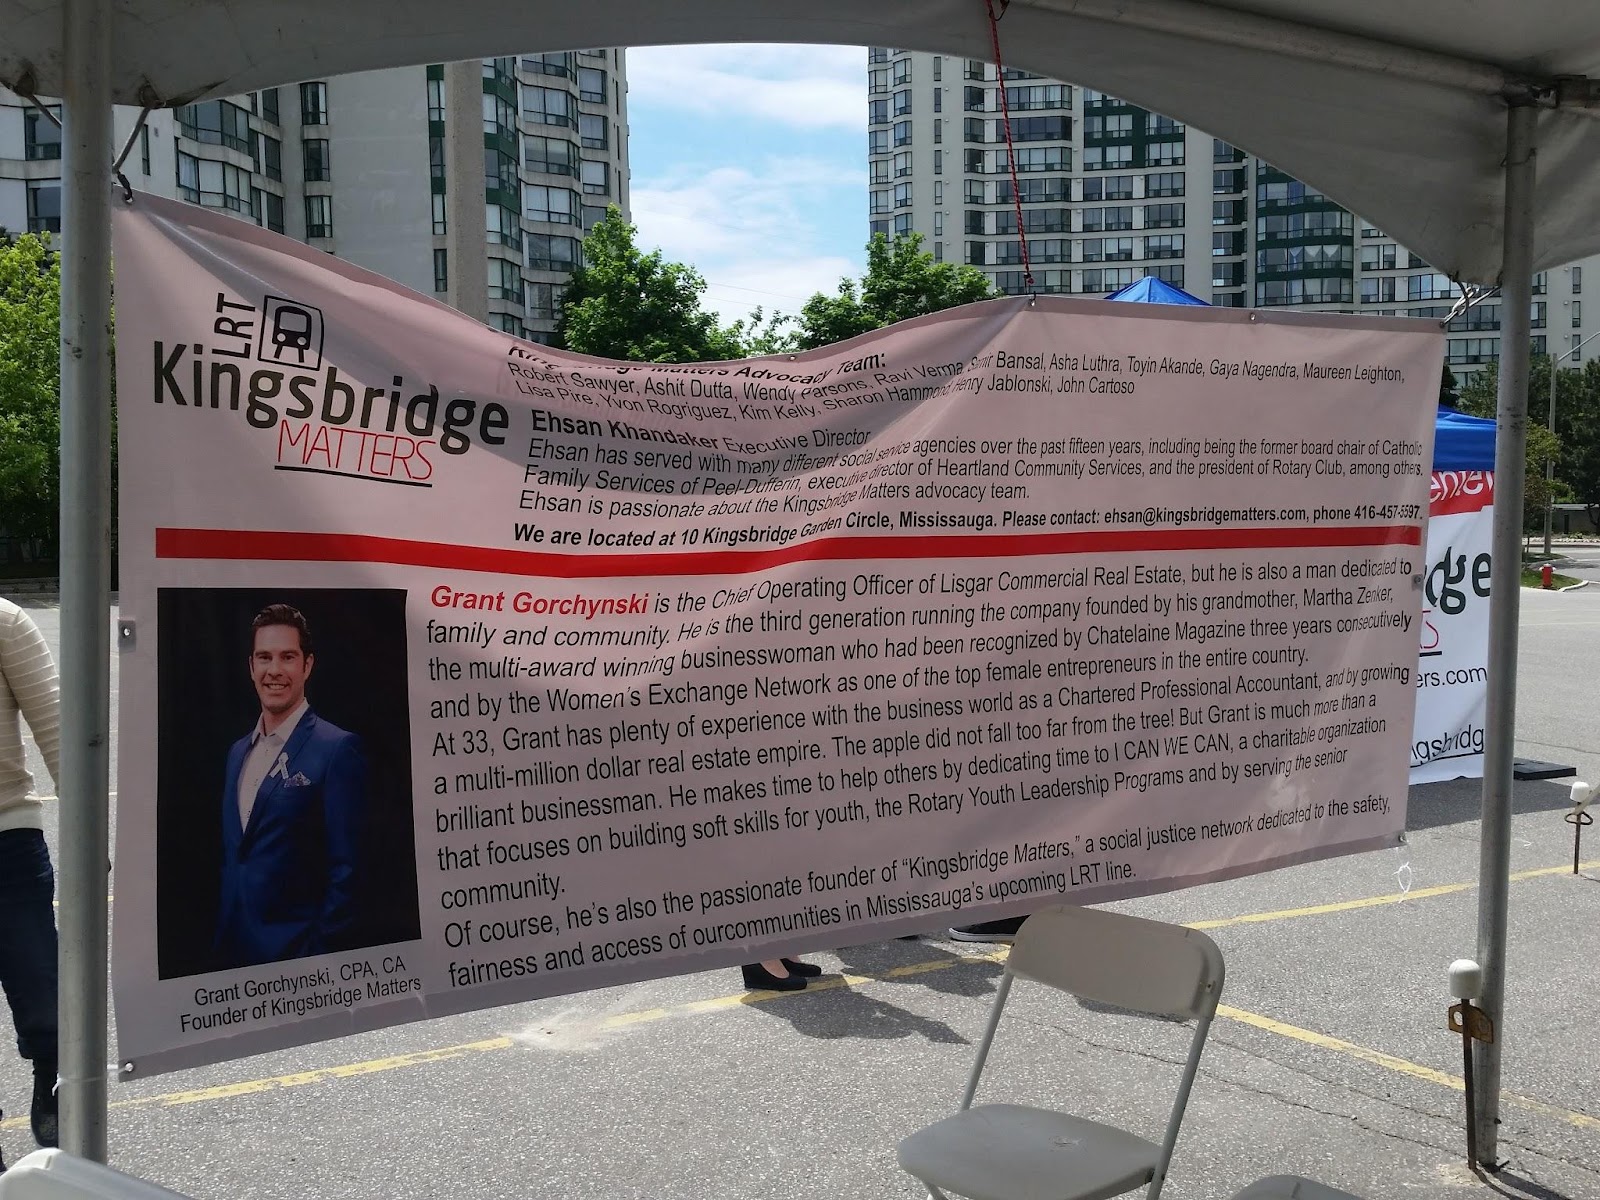 LRT
Kingsbridge
MATTERS
Kingsbridge Matters Advocacy Team:
Robert Sawyer, Ashit Dutta, Wendy Parsons, Ravi Verma, Bansal, Asha Luthra, Toyin Akande, Gaya Nagendra, Maureen Leighton,
Lisa Pire, Yvon Rogriguez, Kim Kelly, Sharon Hammond, Henry Jablonski, John Cartoso
Ehsan Khandaker Executive Director
Ehsan has served with many different social service agencies over the past fifteen years, including being the former board chair of Catholic
Family Services of Peel-Dufferin, executive director of Heartland Community Services, and the president of Rotary Club, among others.
Ehsan is passionate about the Kingsbridge Matters advocacy team.
We are located at 10 Kingsbridge Garden Circle, Mississauga. Please contact: ehsan@kingsbridgematters.com, phone 416-457-5597.
Grant Gorchynski is the Chief Operating Officer of Lisgar Commercial Real Estate, but he is also a man dedicated to
family and community. He is the third generation running the company founded by his grandmother, Martha Zenker,
the multi-award winning businesswoman who had been recognized by Chatelaine Magazine three years consecutively
and by the Women's Exchange Network as one of the top female entrepreneurs in the entire country.
At 33, Grant has plenty of experience with the business world as a Chartered Professional Accountant, and by growing
a multi-million dollar real estate empire. The apple did not fall too far from the tree! But Grant is much more than a
brilliant businessman. He makes time to help others by dedicating time to I CAN WE CAN, a charitable organization
that focuses on building soft skills for youth, the Rotary Youth Leadership Programs and by serving the senior
community.
Of course, he's also the passionate founder of "Kingsbridge Matters," a social justice network dedicated to the safety,
fairness and access of ourcommunities in Mississauga's upcoming LRT line.
Grant Gorchynski, CPA, CA
Founder of Kingsbridge Matters
dge
ers.com